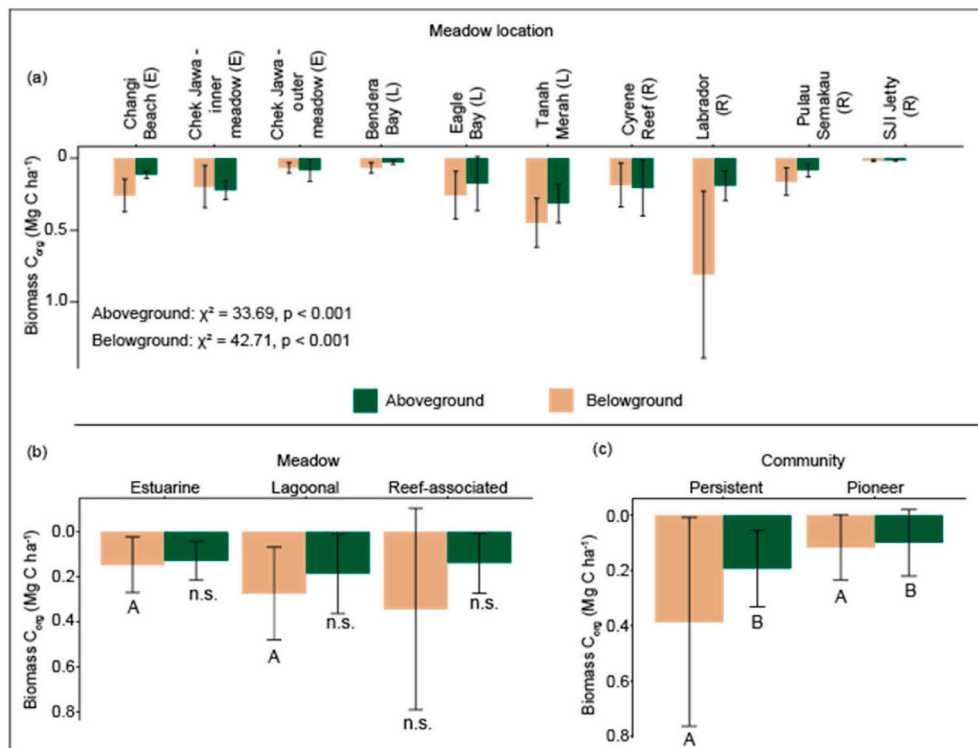 Meadow location
(a)
Changi
Beach (E)
Chek Jawa -
inner
meadow (E)
Chek Jawa -
outer
meadow (E)
Bendera
Bay (L)
Eagle
Bay (L)
Tanah
Merah (L)
Cyrene
Reef (R)
Labrador
(R)
Pulau
Semakau (R)
SJI Jetty
(R)
0
0.5
1.0
Biomass Corg (Mg C ha⁻¹)
Aboveground: χ² = 33.69, p < 0.001
Belowground: χ² = 42.71, p < 0.001
Aboveground Belowground
(b)
Meadow
Estuarine Lagoonal Reef-associated
0.0
0.2
0.4
0.6
0.8
Biomass Corg (Mg C ha⁻¹)
A n.s. A n.s. n.s. n.s.
(c)
Community
Persistent Pioneer
0.0
0.2
0.4
0.6
0.8
Biomass Corg (Mg C ha⁻¹)
A B A B